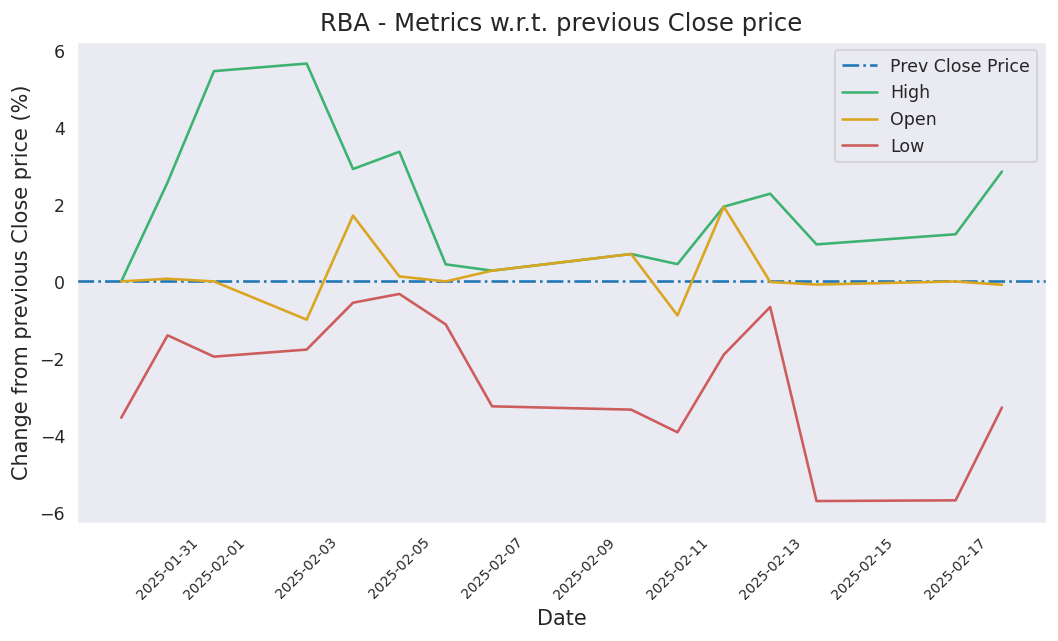 RBA - Metrics w.r.t. previous Close price
Change from previous Close price (%)
6
4
2
0
−2
−4
−6
Prev Close Price
High
Open
Low
2025-01-31
2025-02-01
2025-02-03
2025-02-05
2025-02-07
2025-02-09
2025-02-11
2025-02-13
2025-02-15
2025-02-17
Date